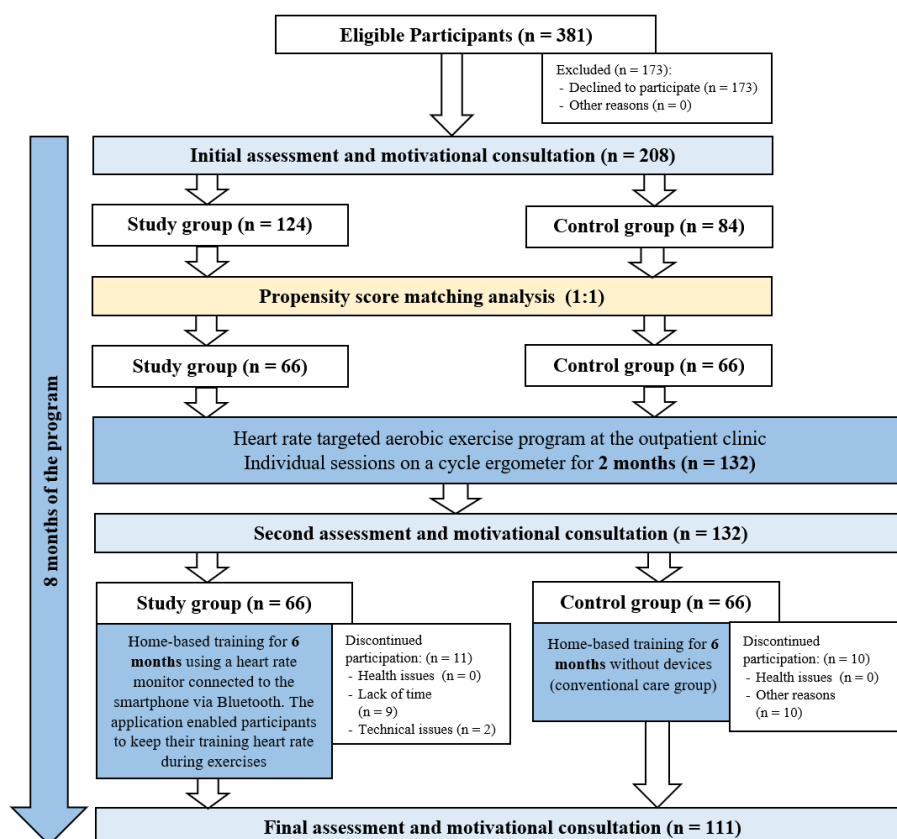 Eligible Participants (n = 381)
Excluded (n = 173):
- Declined to participate (n = 173)
- Other reasons (n = 0)
8 months of the program
Initial assessment and motivational consultation (n = 208)
Study group (n = 124)
Control group (n = 84)
Propensity score matching analysis (1:1)
Study group (n = 66)
Control group (n = 66)
Heart rate targeted aerobic exercise program at the outpatient clinic
Individual sessions on a cycle ergometer for 2 months (n = 132)
Second assessment and motivational consultation (n = 132)
Study group (n = 66)
Home-based training for 6
months using a heart rate
monitor connected to the
smartphone via Bluetooth. The
application enabled participants
to keep their training heart rate
during exercises
Discontinued
participation: (n = 11)
- Health issues (n = 0)
- Lack of time
(n = 9)
- Technical issues (n = 2)
Control group (n = 66)
Home-based training for 6
months without devices
(conventional care group)
Discontinued
participation: (n = 10)
- Health issues (n = 0)
- Other reasons
(n = 10)
Final assessment and motivational consultation (n = 111)